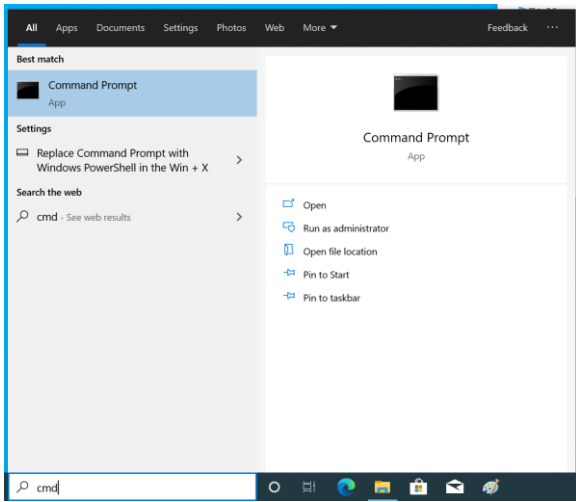 All Apps Documents Settings Photos Web More Feedback ...
Best match
Command Prompt
App
Settings
Replace Command Prompt with
Windows PowerShell in the Win + X
Search the web
cmd - See web results
Command Prompt
App
Open
Run as administrator
Open file location
Pin to Start
Pin to taskbar
cmd